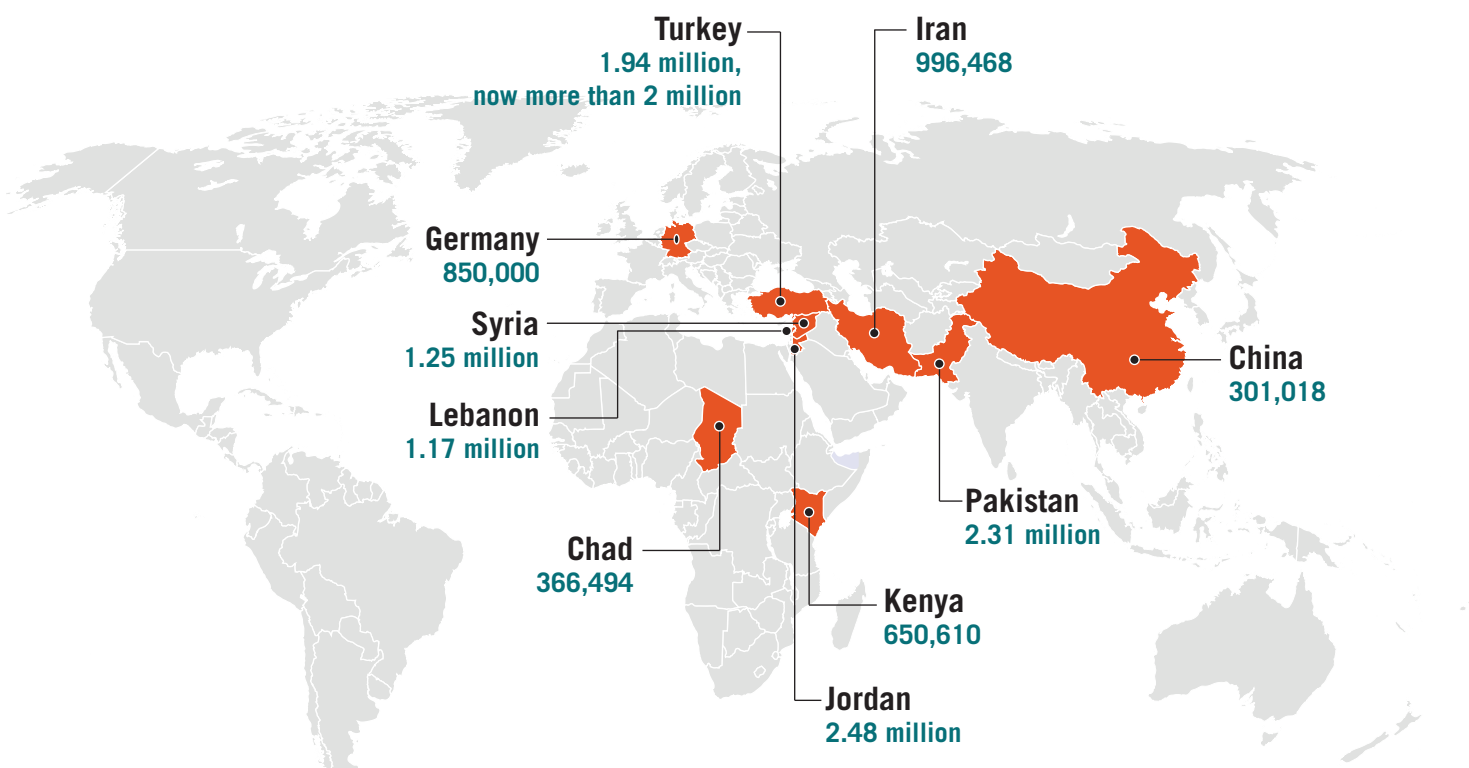 Turkey
1.94 million,
now more than 2 million
Iran
996,468
Germany
850,000
Syria
1.25 million
Lebanon
1.17 million
China
301,018
Chad
366,494
Pakistan
2.31 million
Kenya
650,610
Jordan
2.48 million